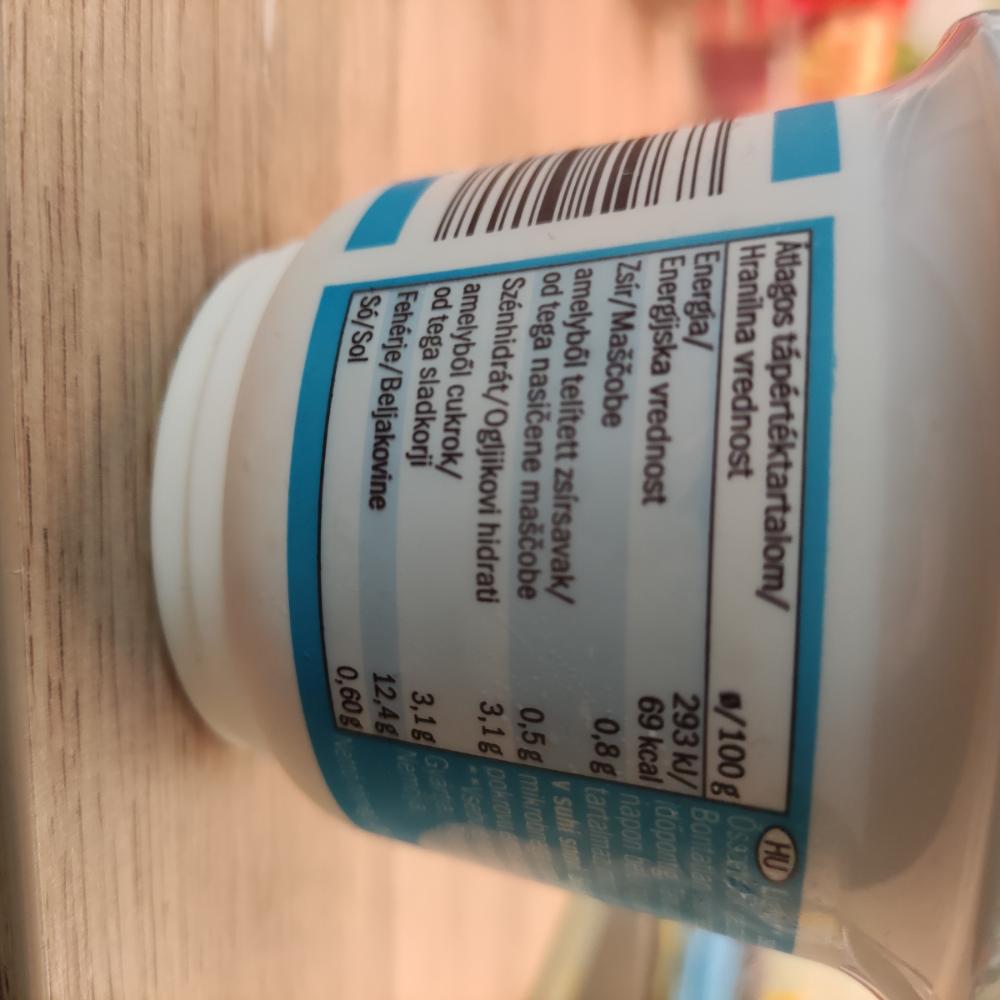 Átlagos tápértéktartalom/
Hranilna vrednost ø/100 g
Energia/ 293 kJ/
Energijska vrednost 69 kcal
Zsír/Maščobe 0,8 g
amelyből telített zsírsavak/
od tega nasičene maščobe 0,5 g
Szénhidrát/Ogljikovi hidrati 3,1 g
amelyből cukrok/
od tega sladkorji 3,1 g
Fehérje/Beljakovine 12,4 g
Só/Sol 0,60 g
HU
napon
v suhi